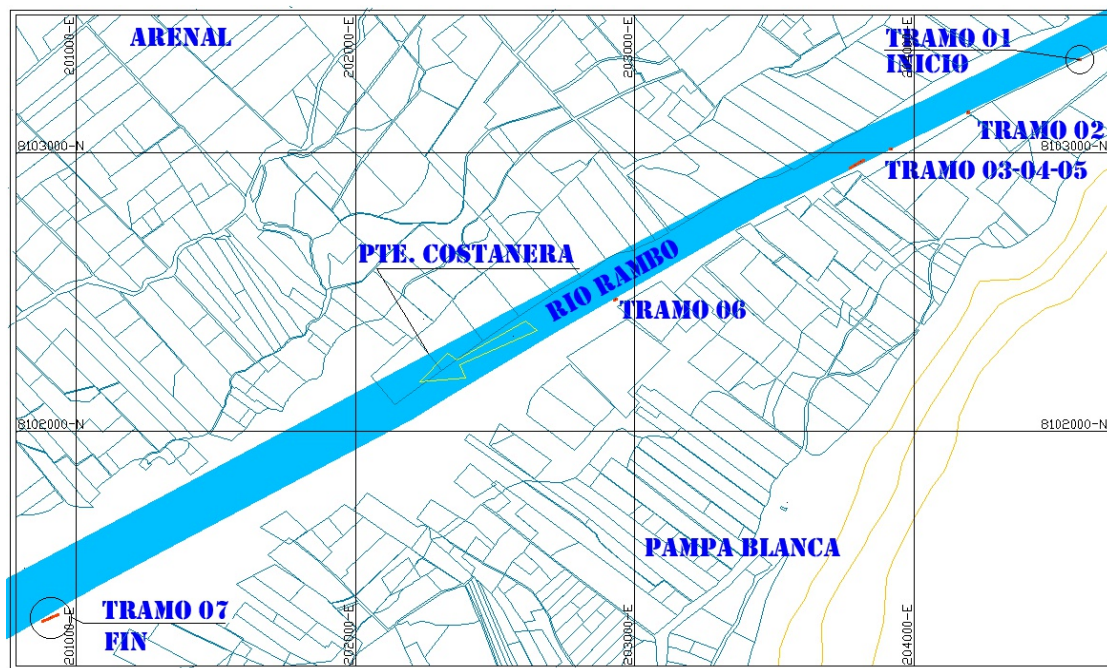 ARENAL
201000-E
202000-E
203000-E
204000-E
TRAMO 01
INICIO
TRAMO 02
8103000-N
TRAMO 03-04-05
PTE. COSTANERA
RIO RAMBO
TRAMO 06
8102000-N
8102000-N
PAMPA BLANCA
TRAMO 07
FIN
201000-E
202000-E
203000-E
204000-E